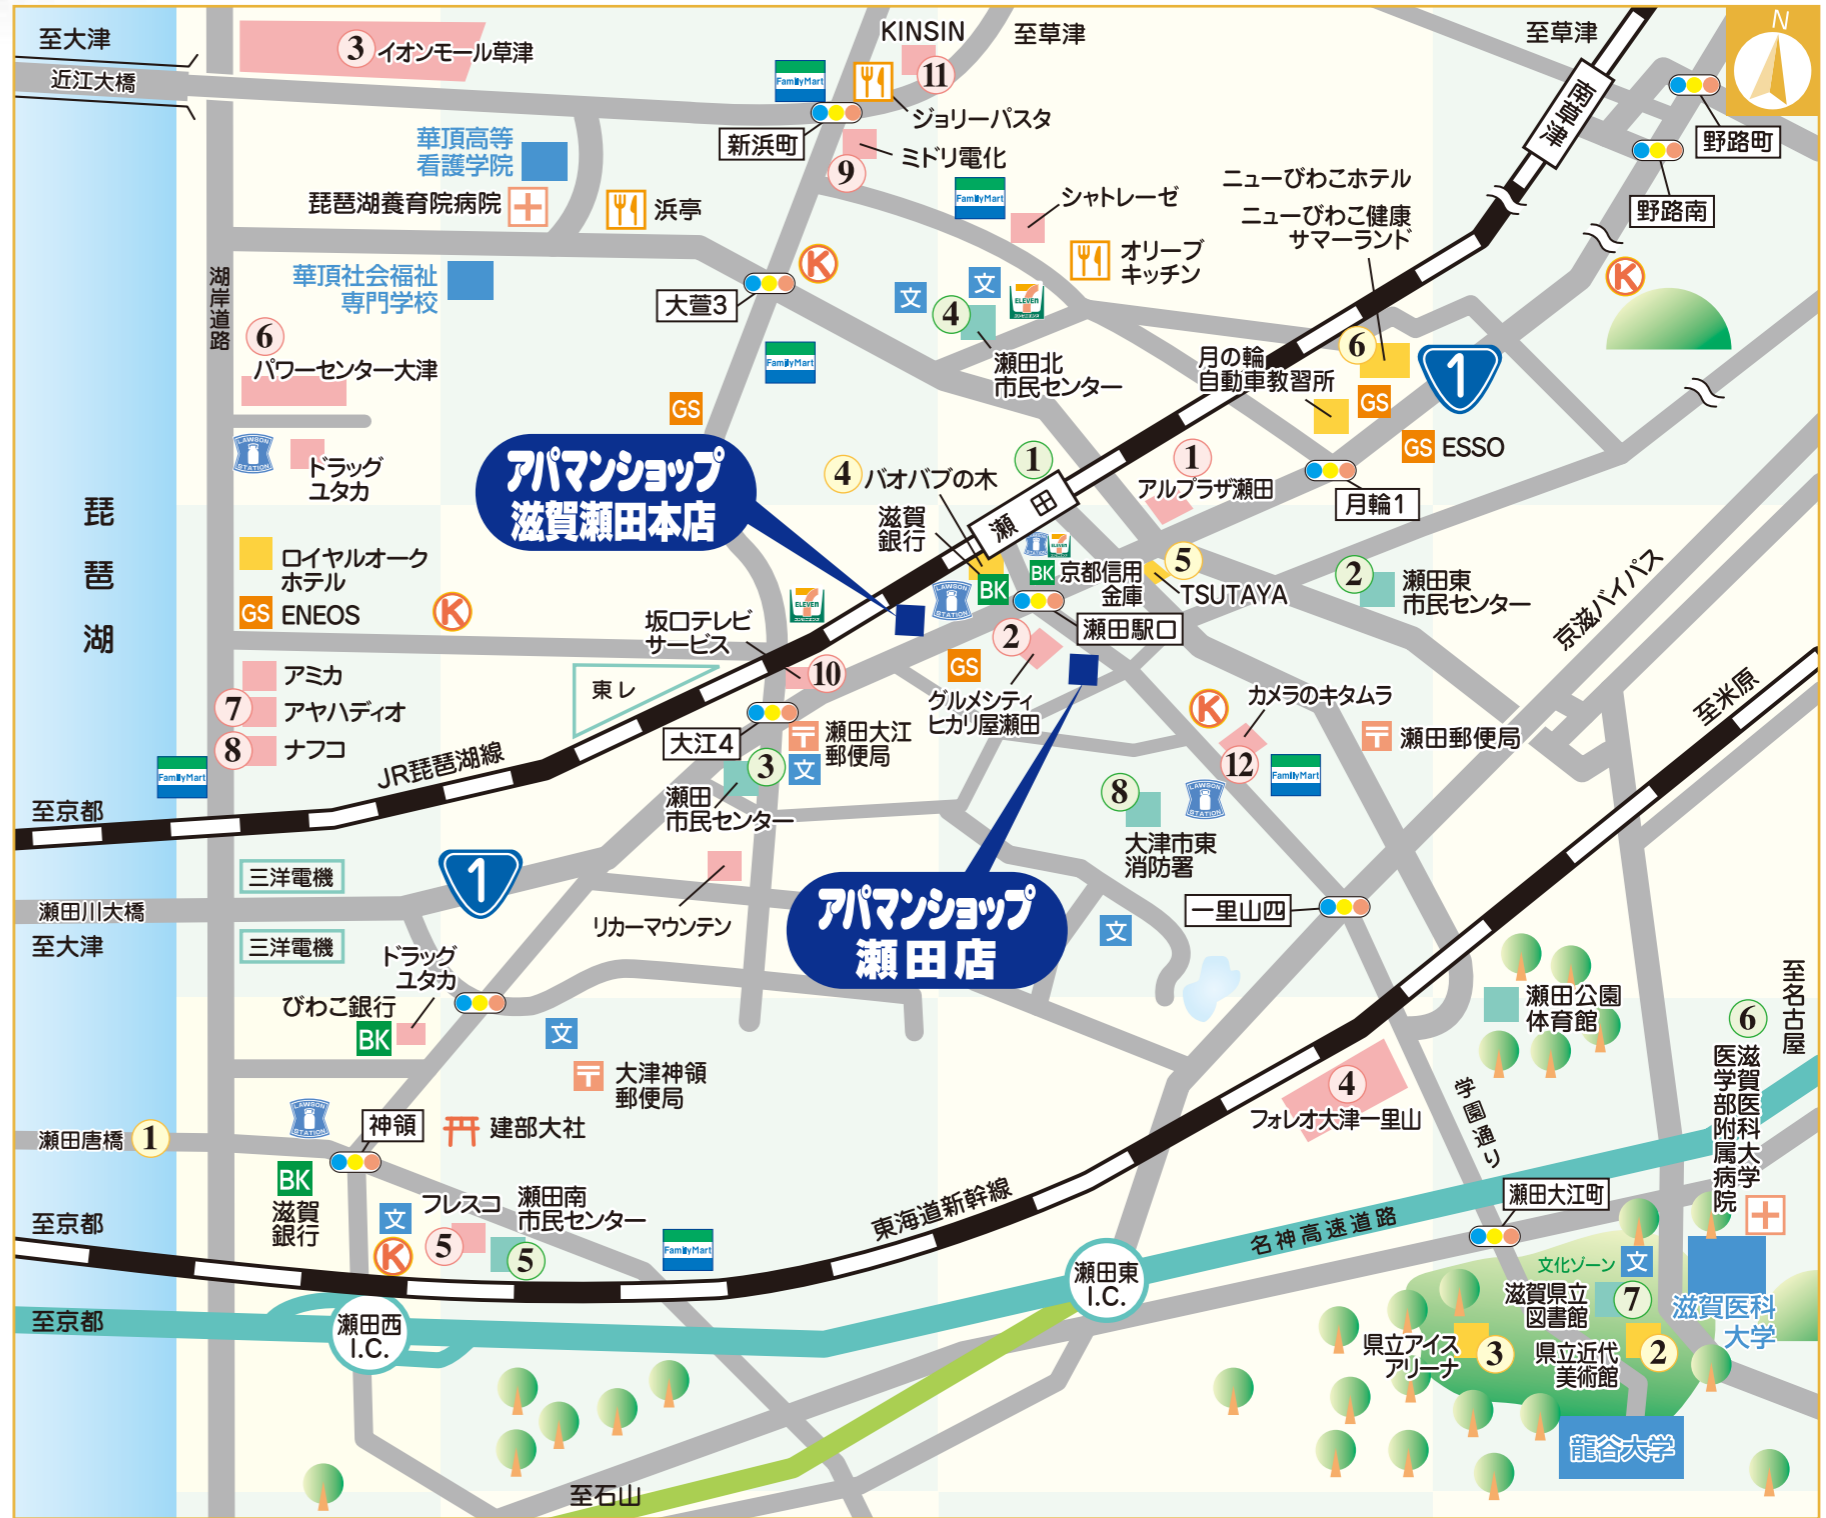 至大津
近江大橋
3
イオンモール草津
KINSIN
11
至草津
至草津
N
FamilyMart
ジョリーパスタ
新浜町
ミドリ電化
9
南草津
野路町
野路南
華頂高等
看護学院
琵琶湖養育院病院
浜亭
FamilyMart
シャトレーゼ
ニューびわこホテル
ニューびわこ健康
サマーランド
オリーブ
キッチン
K
K
湖岸道路
華頂社会福祉
専門学校
大萱3
文
文
4
ELEVEN
瀬田北
市民センター
6
パワーセンター大津
FamilyMart
月の輪
自動車教習所
6
1
GS
GS
GS ESSO
LAWSON
STATION
ドラッグ
ユタカ
アパマンショップ
滋賀瀬田本店
4
バオバブの木
1
1
アルプラザ瀬田
月輪1
滋賀
銀行
瀬田
琵琶湖
ロイヤルオーク
ホテル
GS ENEOS
K
ELEVEN
坂口テレビ
サービス
LAWSON
STATION
BK
BK
京都信用
金庫
5
TSUTAYA
2
瀬田東
市民センター
京滋バイパス
瀬田駅口
2
GS
グルメシティ
ヒカリ屋瀬田
10
東レ
アミカ
7
アヤハディオ
8
ナフコ
FamilyMart
JR琵琶湖線
大江4
〒
瀬田大江
郵便局
3
文
瀬田
市民センター
K
カメラのキタムラ
12
〒
瀬田郵便局
至米原
FamilyMart
LAWSON
STATION
8
大津市東
消防署
至京都
三洋電機
1
瀬田川大橋
至大津
三洋電機
リカーマウンテン
アパマンショップ
瀬田店
一里山四
文
ドラッグ
ユタカ
びわこ銀行
BK
文
〒
大津神領
郵便局
瀬田公園
体育館
至名古屋
6
滋賀医科大学
医学部附属病院
4
フォレオ大津一里山
学園通り
LAWSON
STATION
神領
建部大社
瀬田唐橋
1
BK
滋賀
銀行
文
K
フレスコ
5
瀬田南
市民センター
5
FamilyMart
至京都
東海道新幹線
名神高速道路
瀬田大江町
瀬田東
I.C.
文化ゾーン
文
滋賀県立
図書館
7
滋賀医科
大学
県立アイス
アリーナ
3
県立近代
美術館
2
至京都
瀬田西
I.C.
龍谷大学
至石山